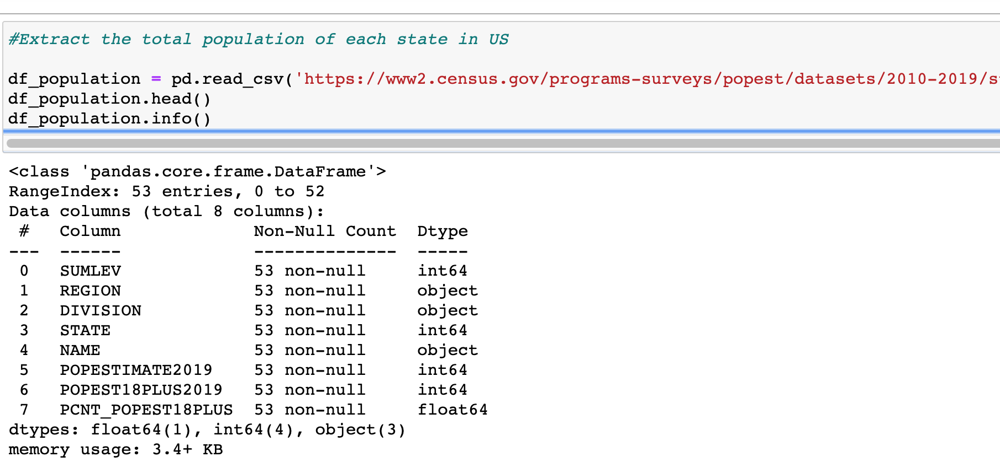 #Extract the total population of each state in US
df_population = pd.read_csv('https://www2.census.gov/programs-surveys/popest/datasets/2010-2019/s
df_population.head()
df_population.info()
<class 'pandas.core.frame.DataFrame'>
RangeIndex: 53 entries, 0 to 52
Data columns (total 8 columns):
# Column Non-Null Count Dtype
--- ------ -------------- -----
0 SUMLEV 53 non-null int64
1 REGION 53 non-null object
2 DIVISION 53 non-null object
3 STATE 53 non-null int64
4 NAME 53 non-null object
5 POPESTIMATE2019 53 non-null int64
6 POPEST18PLUS2019 53 non-null int64
7 PCNT_POPEST18PLUS 53 non-null float64
dtypes: float64(1), int64(4), object(3)
memory usage: 3.4+ KB